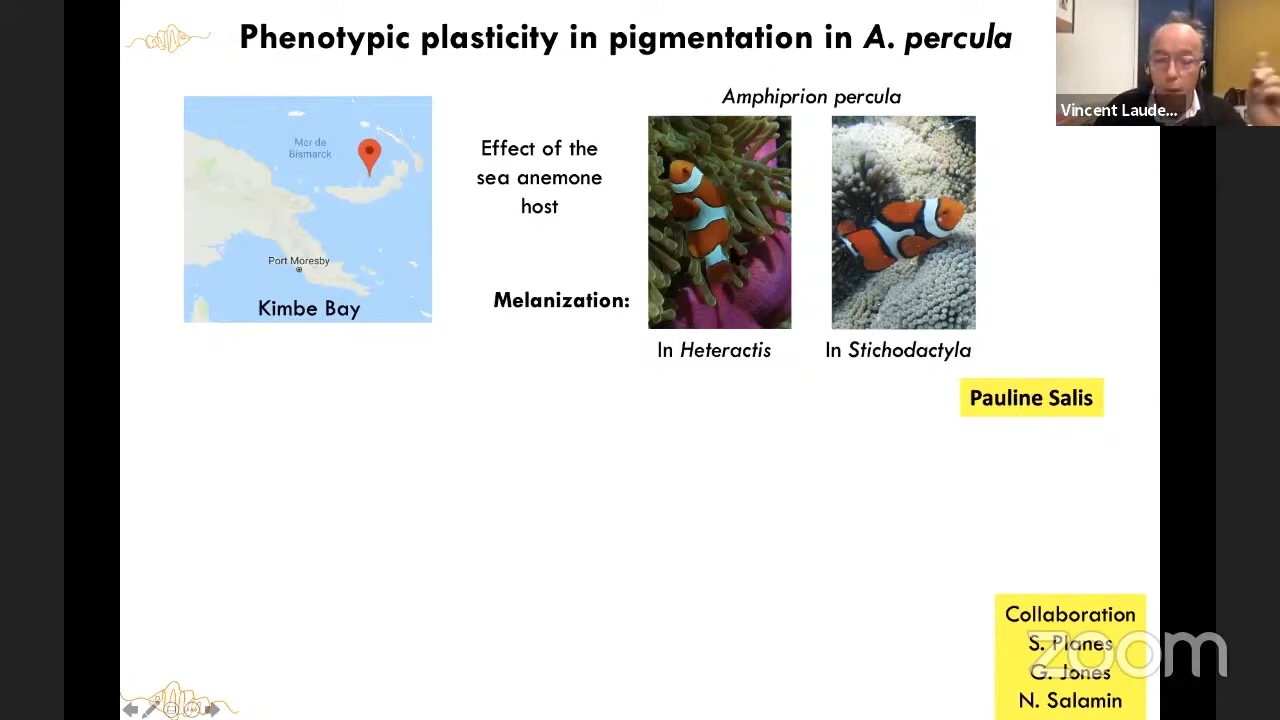 Phenotypic plasticity in pigmentation in A. percula
Vincent Laude...
Amphiprion percula
Mer de
Bismarck
Port Moresby
Kimbe Bay
Effect of the
sea anemone
host
Melanization:
In Heteractis
In Stichodactyla
Pauline Salis
Collaboration
S. Planes
G. Jones
N. Salamin
zoom